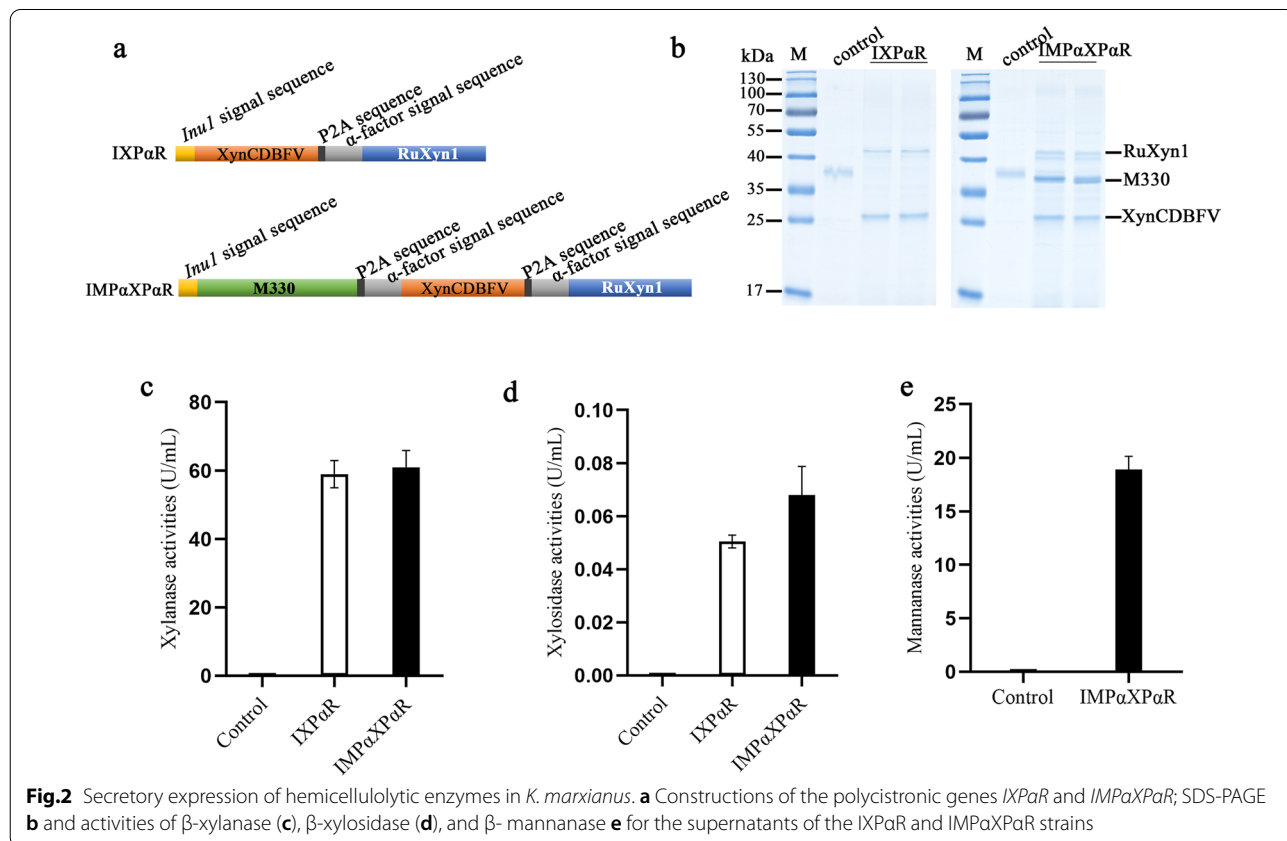 a
Inu1 signal sequence
P2A sequence
α-factor signal sequence
IXPαR
XynCDBFV
RuXyn1
Inu1 signal sequence
P2A sequence
α-factor signal sequence
P2A sequence
α-factor signal sequence
IMPαXPαR
M330
XynCDBFV
RuXyn1
b
kDa M control IXPαR M control IMPαXPαR
130
100
70
55
40
35
25
17
RuXyn1
M330
XynCDBFV
c
Xylanase activities (U/mL)
80
60
40
20
0
Control
IXPαR
IMPαXPαR
d
Xylosidase activities (U/mL)
0.10
0.08
0.06
0.04
0.02
0.00
Control
IXPαR
IMPαXPαR
e
Mannanase activities (U/mL)
25
20
15
10
5
0
Control
IMPαXPαR
Fig.2 Secretory expression of hemicellulolytic enzymes in K. marxianus. a Constructions of the polycistronic genes IXPαR and IMPαXPαR; SDS-PAGE
b and activities of β-xylanase (c), β-xylosidase (d), and β- mannanase e for the supernatants of the IXPαR and IMPαXPαR strains